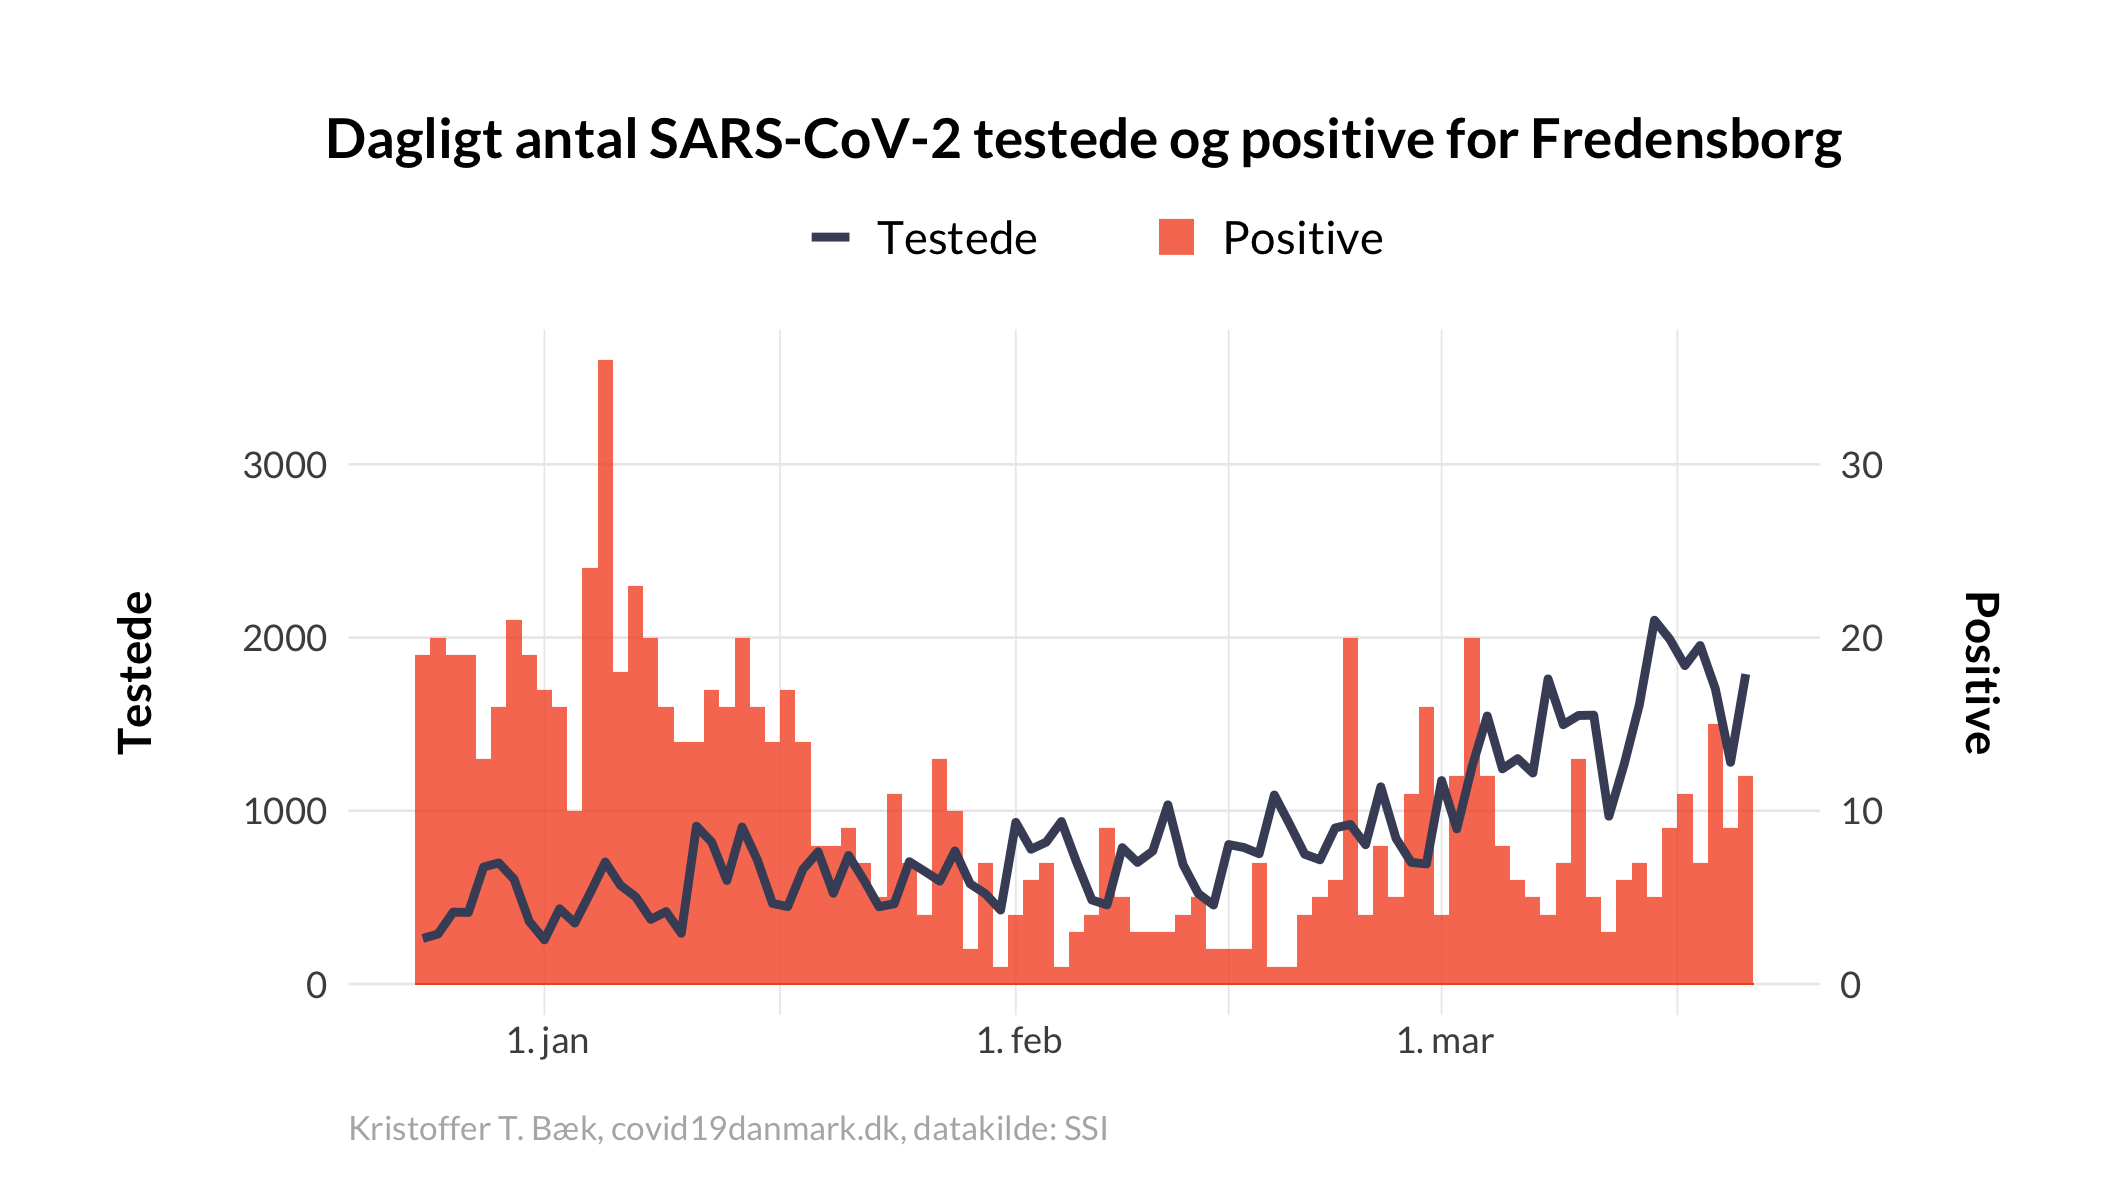 Dagligt antal SARS-CoV-2 testede og positive for Fredensborg
Testede Positive
3000 30
2000 20
1000 10
0 0
Testede
Positive
1. jan 1. feb 1. mar
Kristoffer T. Bæk, covid19danmark.dk, datakilde: SSI